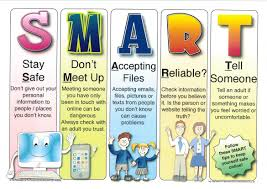 S
Stay
Safe
Don't give out your
personal
information to
people / places
you don't know.
M
Don't
Meet Up
Meeting someone
you have only
been in touch with
online can be
dangerous.
Always check with
an adult you trust.
A
Accepting
Files
Accepting emails,
files, pictures or
texts from people
you don't know
can cause
problems
R
Reliable?
Check information
before you believe
it. Is the person or
website telling
the truth?
T
Tell
Someone
Tell an adult if
someone or
something makes
you feel worried or
uncomfortable.
Follow
these SMART
tips to keep
yourself safe
online!